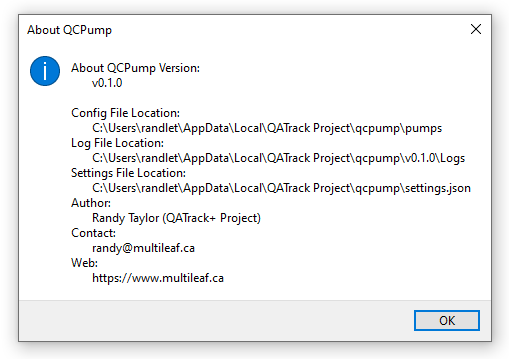 About QCPump
About QCPump Version:
v0.1.0
Config File Location:
C:\Users\randlet\AppData\Local\QATrack Project\qcpump\pumps
Log File Location:
C:\Users\randlet\AppData\Local\QATrack Project\qcpump\v0.1.0\Logs
Settings File Location:
C:\Users\randlet\AppData\Local\QATrack Project\qcpump\settings.json
Author:
Randy Taylor (QATrack+ Project)
Contact:
randy@multileaf.ca
Web:
https://www.multileaf.ca
OK